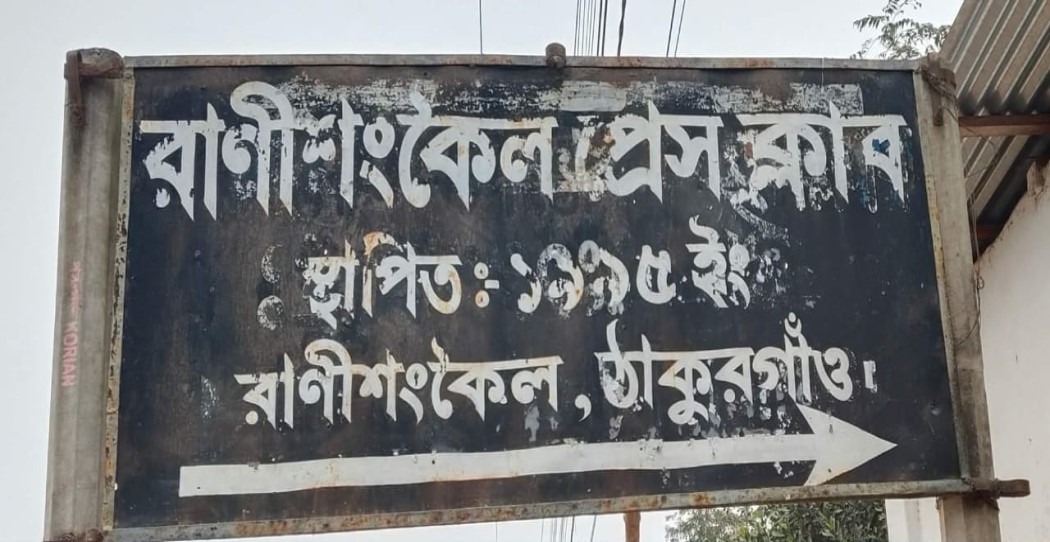 রাণীশংকৈল প্রেস ক্লাব
স্থাপিতঃ- ১৯৯৫ ইং
রাণীশংকৈল, ঠাকুরগাঁও।